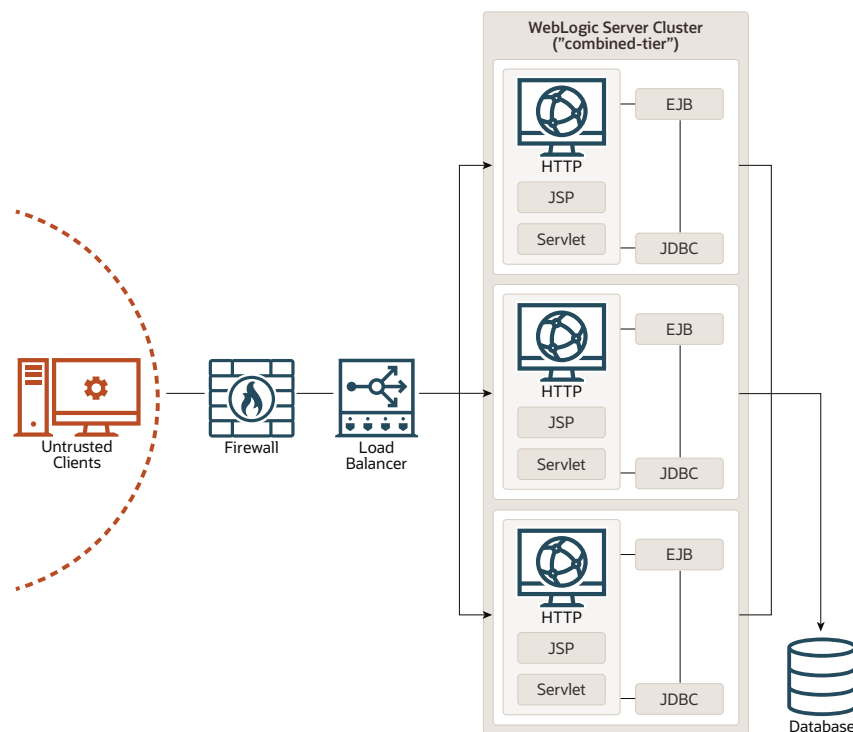 WebLogic Server Cluster
("combined-tier")
HTTP
JSP
Servlet
EJB
JDBC
HTTP
JSP
Servlet
EJB
JDBC
HTTP
JSP
Servlet
EJB
JDBC
Untrusted
Clients
Firewall
Load
Balancer
Database